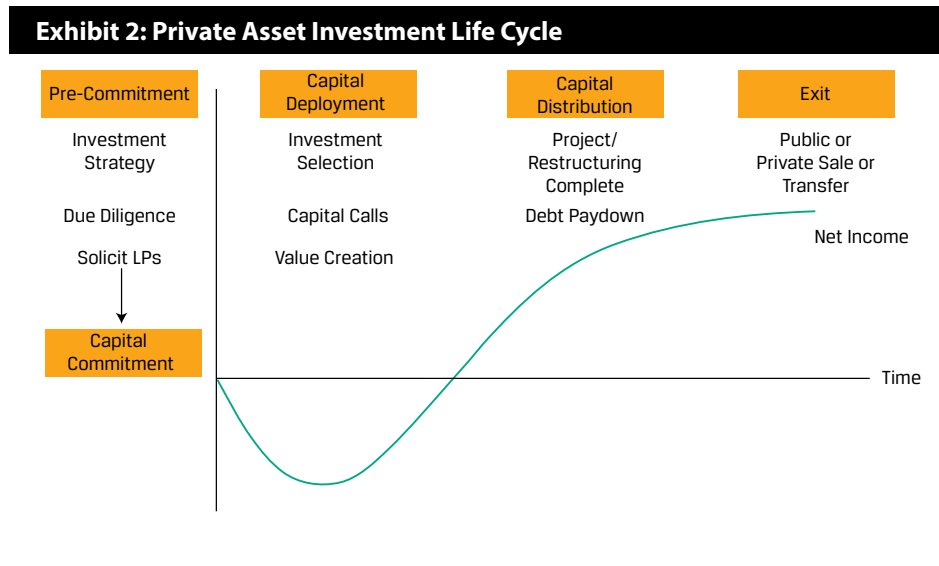 Exhibit 2: Private Asset Investment Life Cycle
Pre-Commitment
Investment
Strategy
Due Diligence
Solicit LPs
Capital
Commitment
Capital
Deployment
Investment
Selection
Capital Calls
Value Creation
Capital
Distribution
Project/
Restructuring
Complete
Debt Paydown
Exit
Public or
Private Sale or
Transfer
Net Income
Time